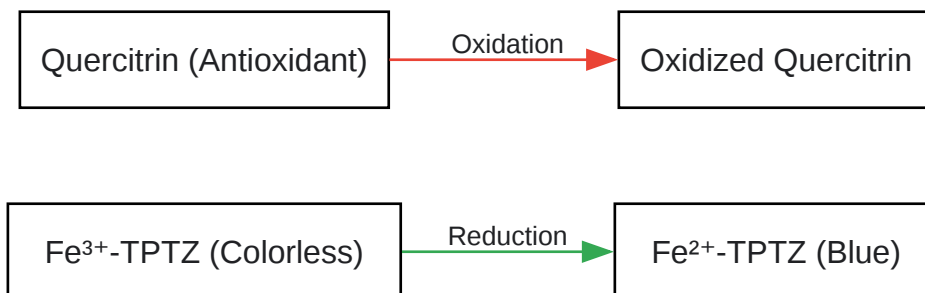 Quercitrin (Antioxidant)
Oxidation
Oxidized Quercitrin
Fe³⁺-TPTZ (Colorless)
Reduction
Fe²⁺-TPTZ (Blue)